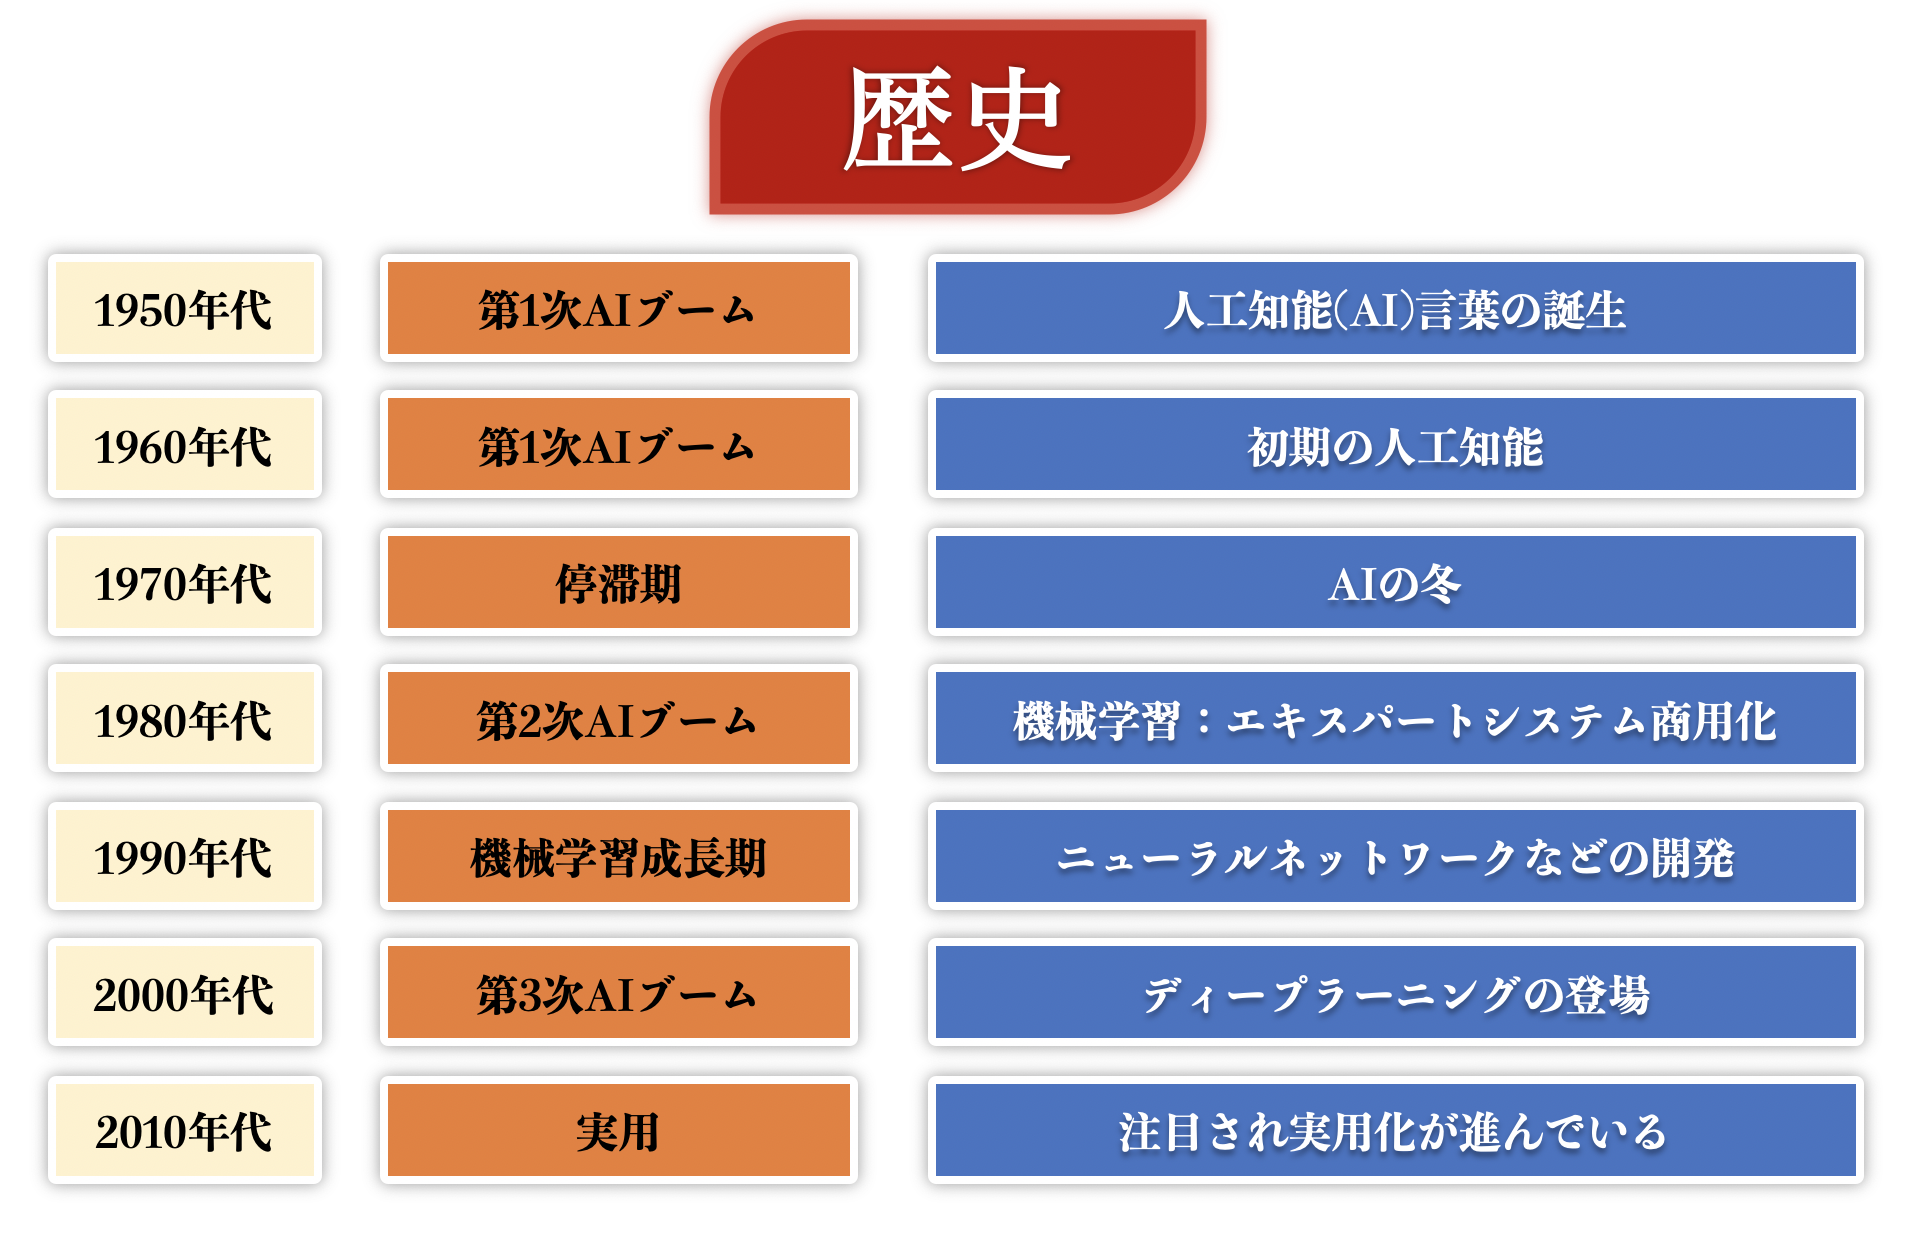 歴史
1950年代 第1次AIブーム 人工知能(AI)言葉の誕生
1960年代 第1次AIブーム 初期の人工知能
1970年代 停滞期 AIの冬
1980年代 第2次AIブーム 機械学習：エキスパートシステム商用化
1990年代 機械学習成長期 ニューラルネットワークなどの開発
2000年代 第3次AIブーム ディープラーニングの登場
2010年代 実用 注目され実用化が進んでいる